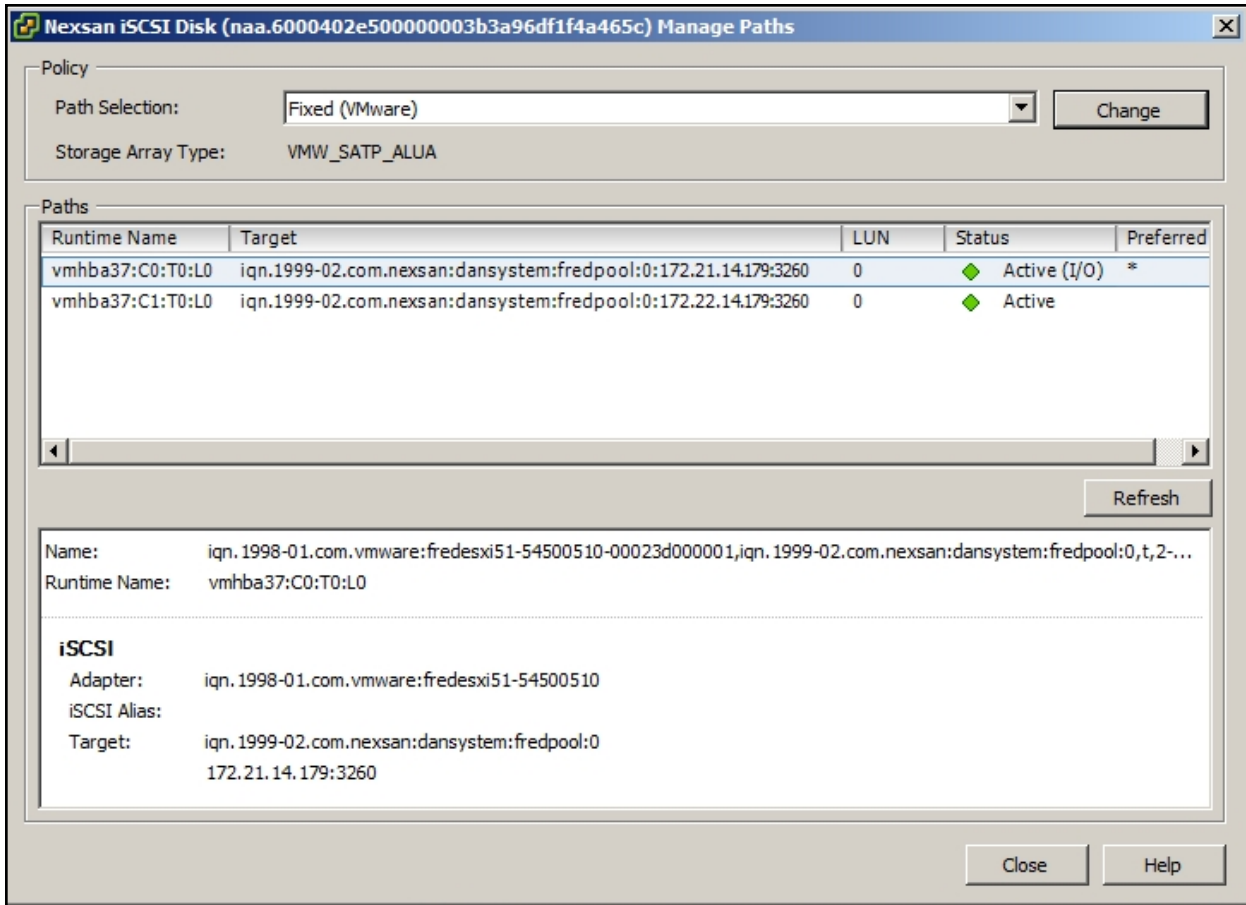 Nexsan iSCSI Disk (naa.6000402e500000003b3a96df1f4a465c) Manage Paths
Policy
Path Selection: Fixed (VMware) Change
Storage Array Type: VMW_SATP_ALUA
Paths
Runtime Name Target LUN Status Preferred
vmhba37:C0:T0:L0 iqn.1999-02.com.nexsan:dansystem:fredpool:0:172.21.14.179:3260 0 Active (I/O) *
vmhba37:C1:T0:L0 iqn.1999-02.com.nexsan:dansystem:fredpool:0:172.22.14.179:3260 0 Active
Refresh
Name: iqn.1998-01.com.vmware:fredesxi51-54500510-00023d000001,iqn.1999-02.com.nexsan:dansystem:fredpool:0,t,2-...
Runtime Name: vmhba37:C0:T0:L0
iSCSI
Adapter: iqn.1998-01.com.vmware:fredesxi51-54500510
iSCSI Alias:
Target: iqn.1999-02.com.nexsan:dansystem:fredpool:0
172.21.14.179:3260
Close Help